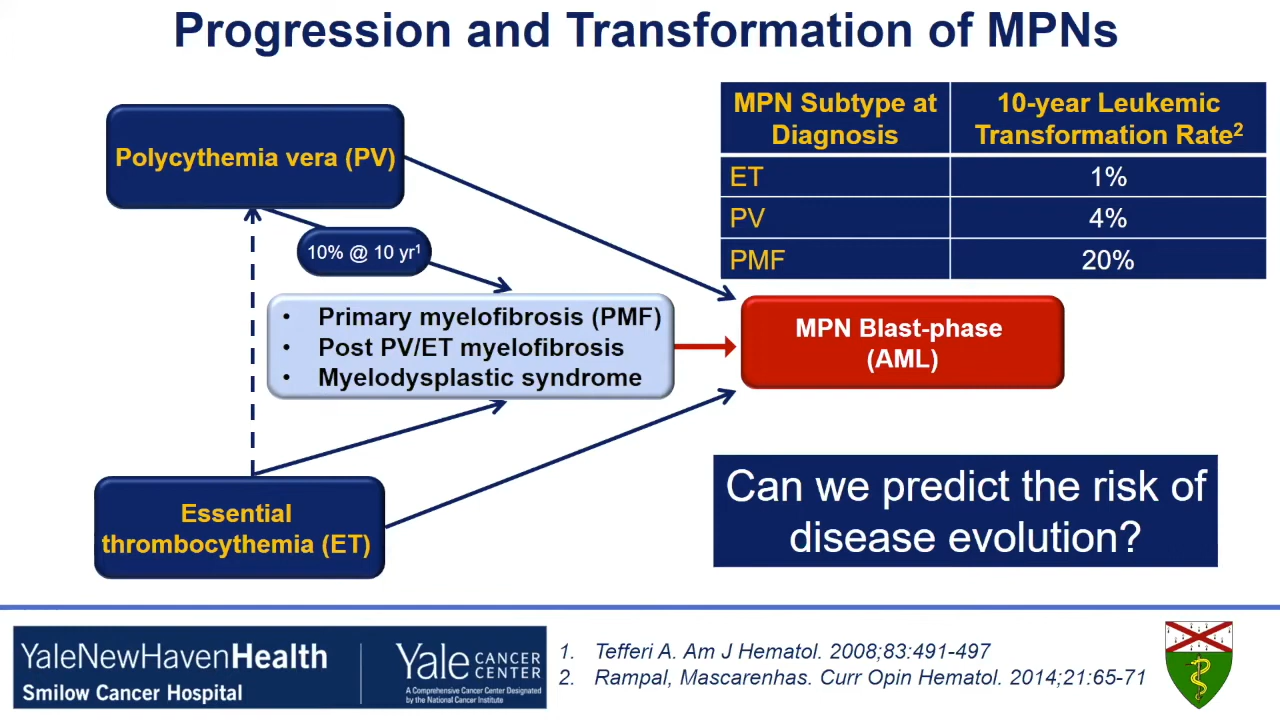 Progression and Transformation of MPNs
Polycythemia vera (PV)
10% @ 10 yr¹
• Primary myelofibrosis (PMF)
• Post PV/ET myelofibrosis
• Myelodysplastic syndrome
Essential
thrombocythemia (ET)
MPN Subtype at
Diagnosis
10-year Leukemic
Transformation Rate²
ET 1%
PV 4%
PMF 20%
MPN Blast-phase
(AML)
Can we predict the risk of
disease evolution?
YaleNewHavenHealth
Smilow Cancer Hospital
Yale CANCER
CENTER
A Comprehensive Cancer Center Designated
by the National Cancer Institute
1. Tefferi A. Am J Hematol. 2008;83:491-497
2. Rampal, Mascarenhas. Curr Opin Hematol. 2014;21:65-71